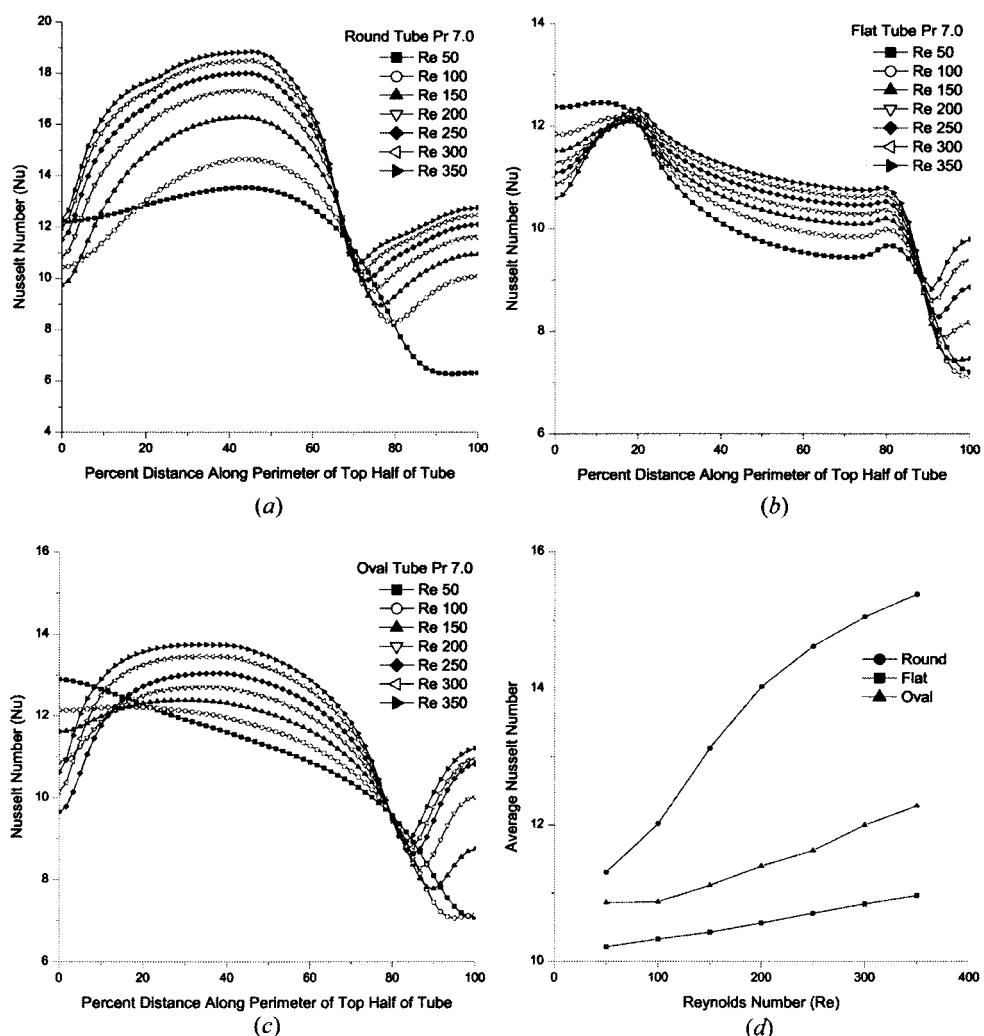 20
18
16
14
12
10
8
6
4
Nusselt Number (Nu)
Round Tube Pr 7.0
Re 50
Re 100
Re 150
Re 200
Re 250
Re 300
Re 350
0 20 40 60 80 100
Percent Distance Along Perimeter of Top Half of Tube
(a)
14
12
10
8
6
Nusselt Number (Nu)
Flat Tube Pr 7.0
Re 50
Re 100
Re 150
Re 200
Re 250
Re 300
Re 350
0 20 40 60 80 100
Percent Distance Along Perimeter of Top Half of Tube
(b)
16
14
12
10
8
6
Nusselt Number (Nu)
Oval Tube Pr 7.0
Re 50
Re 100
Re 150
Re 200
Re 250
Re 300
Re 350
0 20 40 60 80 100
Percent Distance Along Perimeter of Top Half of Tube
(c)
16
14
12
10
Average Nusselt Number
Round
Flat
Oval
0 100 200 300 400
Reynolds Number (Re)
(d)